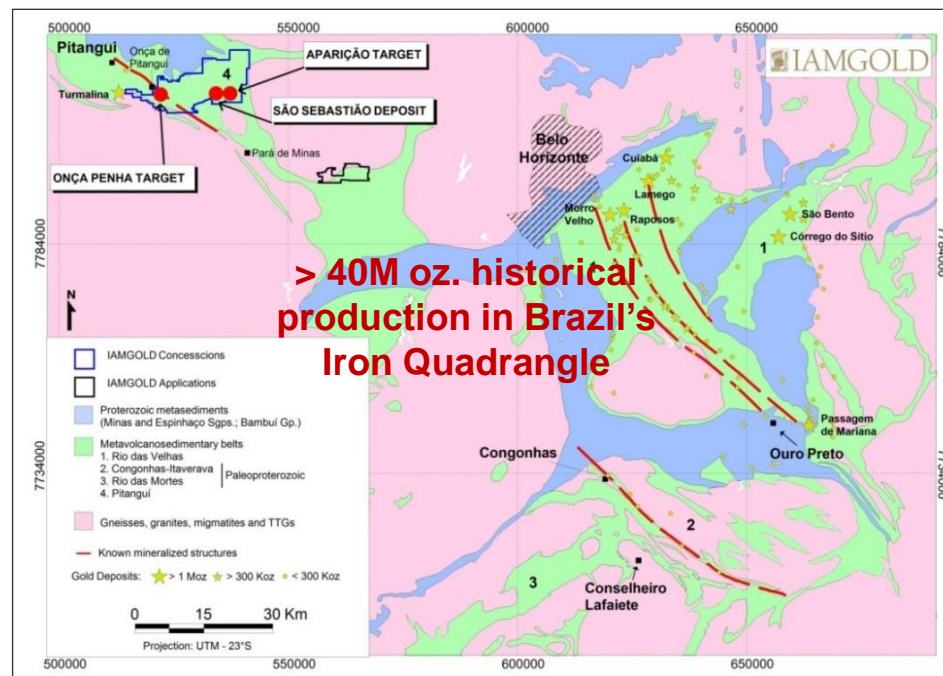 500000
550000
600000
650000
Pitangui
Onça de
Pitangui
APARIÇÃO TARGET
4
IAMGOLD
Turmalina
SÃO SEBASTIÃO DEPOSIT
Belo
Horizonte
Cuiabá
Pará de Minas
ONÇA PENHA TARGET
Lamego
Morro
Velho
Raposos
São Bento
Córrego do Sítio
1
7784000
7784000
> 40M oz. historical
production in Brazil’s
Iron Quadrangle
N
IAMGOLD Concesscions
IAMGOLD Applications
Proterozoic metasediments
(Minas and Espinhaço Sgps.; Bambuí Gp.)
Metavolcanosedimentary belts
1. Rio das Velhas
2. Congonhas-Itaverava
3. Rio das Mortes
4. Pitanguí
Paleoproterozoic
Gneisses, granites, migmatites and TTGs
Known mineralized structures
Gold Deposits: > 1 Moz > 300 Koz < 300 Koz
0 15 30 Km
Projection: UTM - 23°S
Passagem
de Mariana
Ouro Preto
Congonhas
7734000
7734000
2
3
Conselheiro
Lafaiete
500000
550000
600000
650000